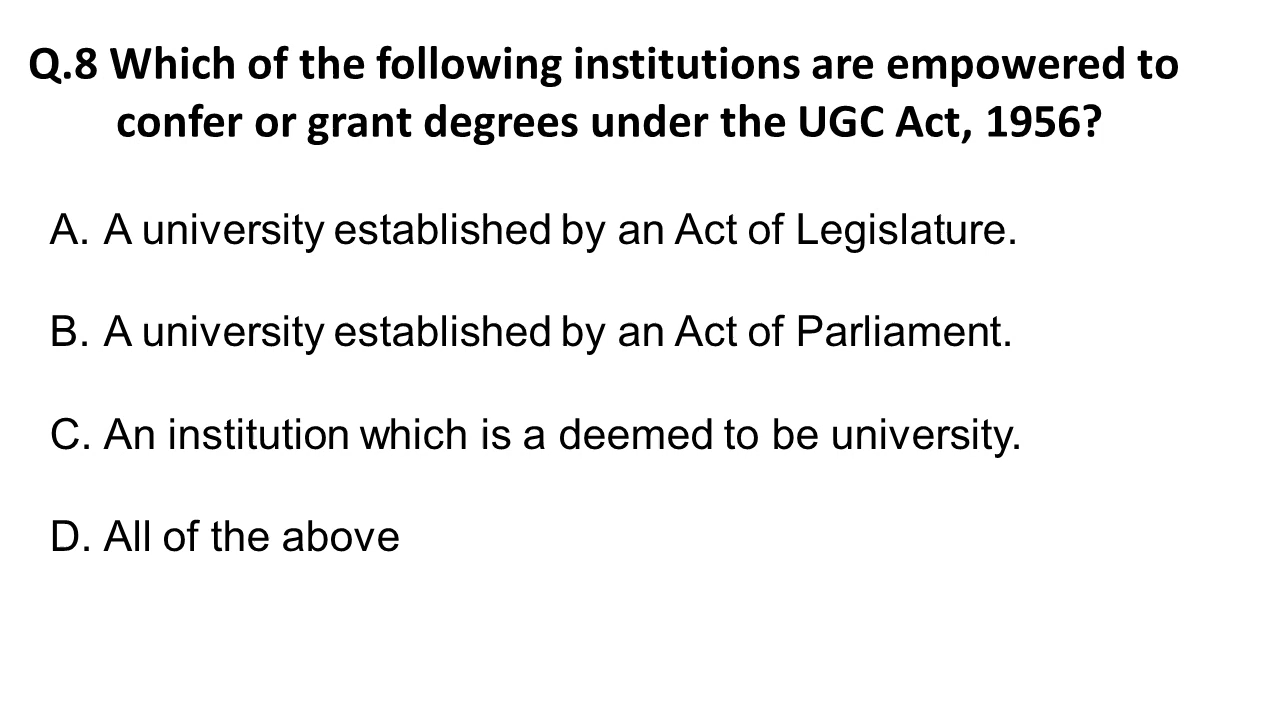 Q.8 Which of the following institutions are empowered to
confer or grant degrees under the UGC Act, 1956?
A. A university established by an Act of Legislature.
B. A university established by an Act of Parliament.
C. An institution which is a deemed to be university.
D. All of the above